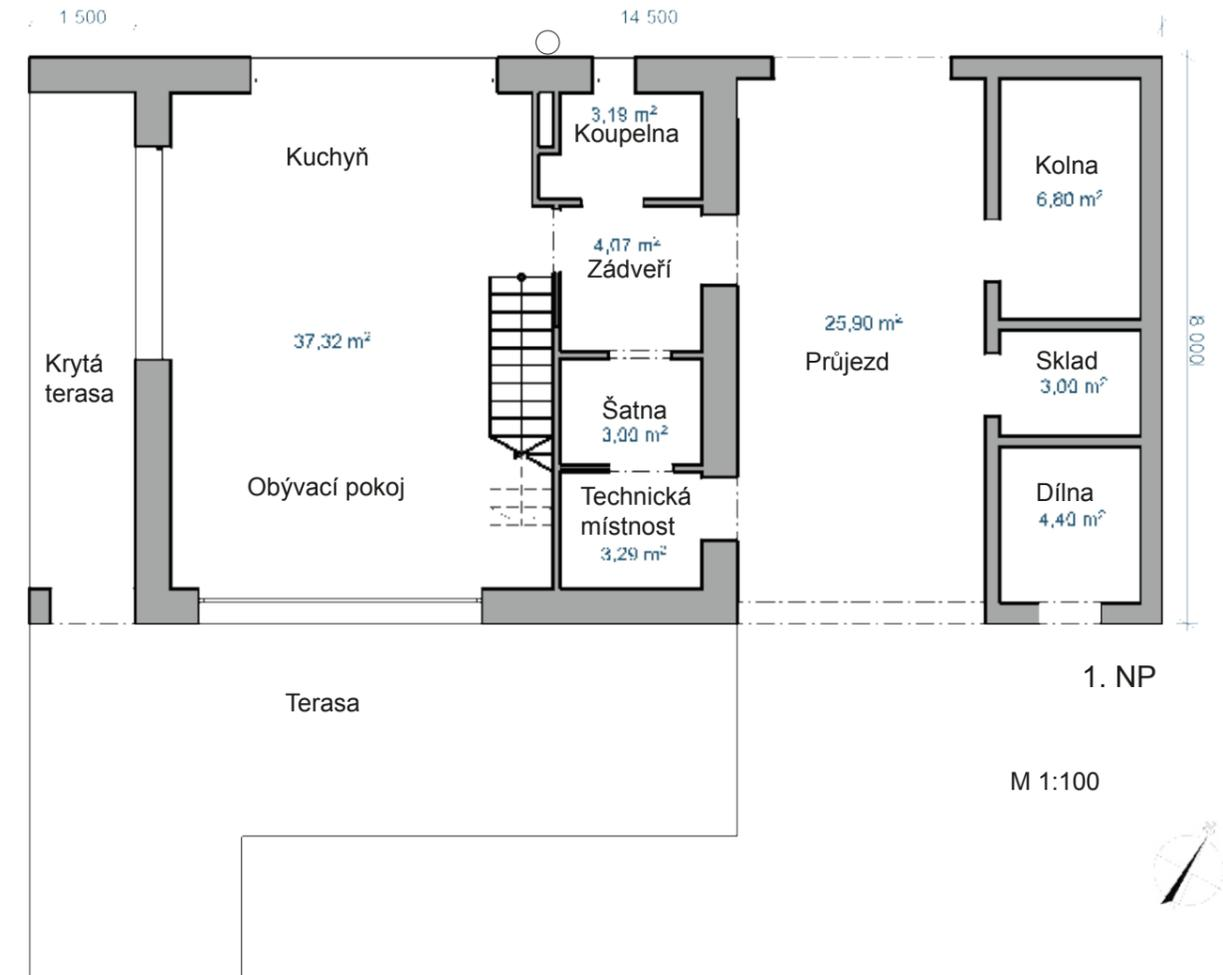 1 500
14 500
3,19 m²
Koupelna
Kuchyň
Kolna
6,80 m²
4,07 m²
Zádveří
37,32 m²
25,90 m²
Průjezd
8 000
Krytá
terasa
Sklad
3,00 m²
Šatna
3,00 m²
Obývací pokoj
Technická
místnost
3,29 m²
Dílna
4,40 m²
1. NP
Terasa
M 1:100